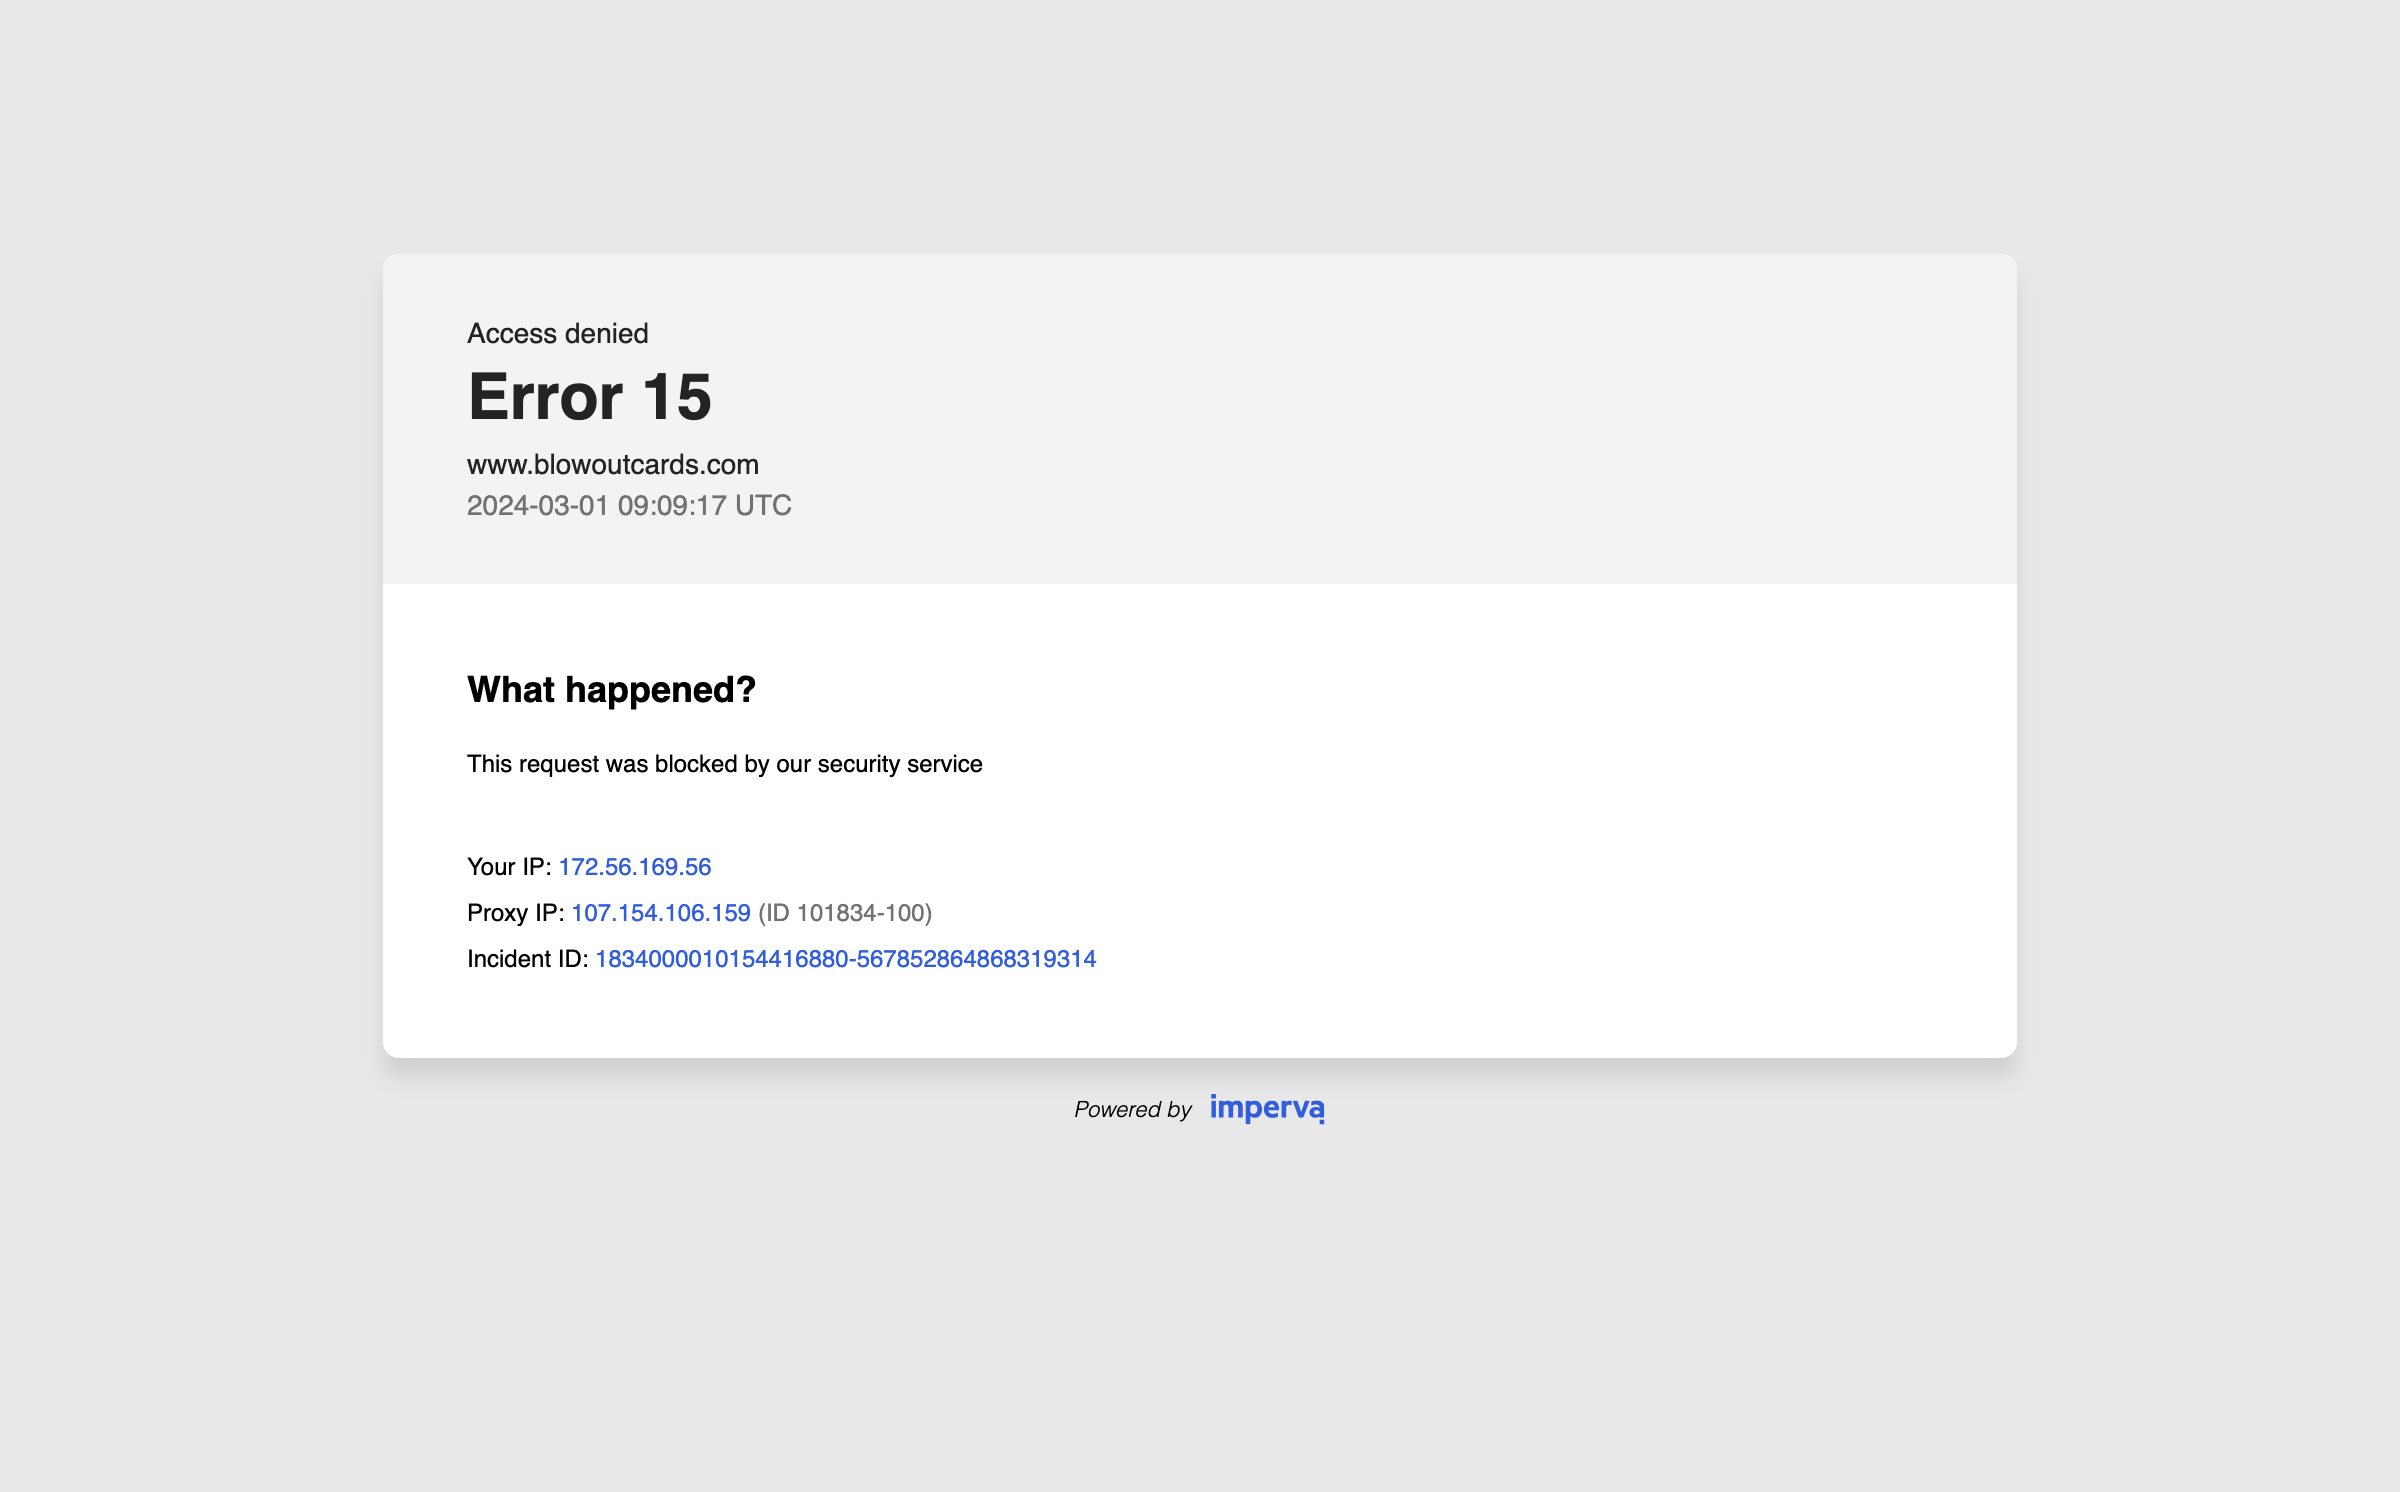 Access denied
Error 15
www.blowoutcards.com
2024-03-01 09:09:17 UTC
What happened?
This request was blocked by our security service
Your IP: 172.56.169.56
Proxy IP: 107.154.106.159 (ID 101834-100)
Incident ID: 1834000010154416880-567852864868319314
Powered by imperva